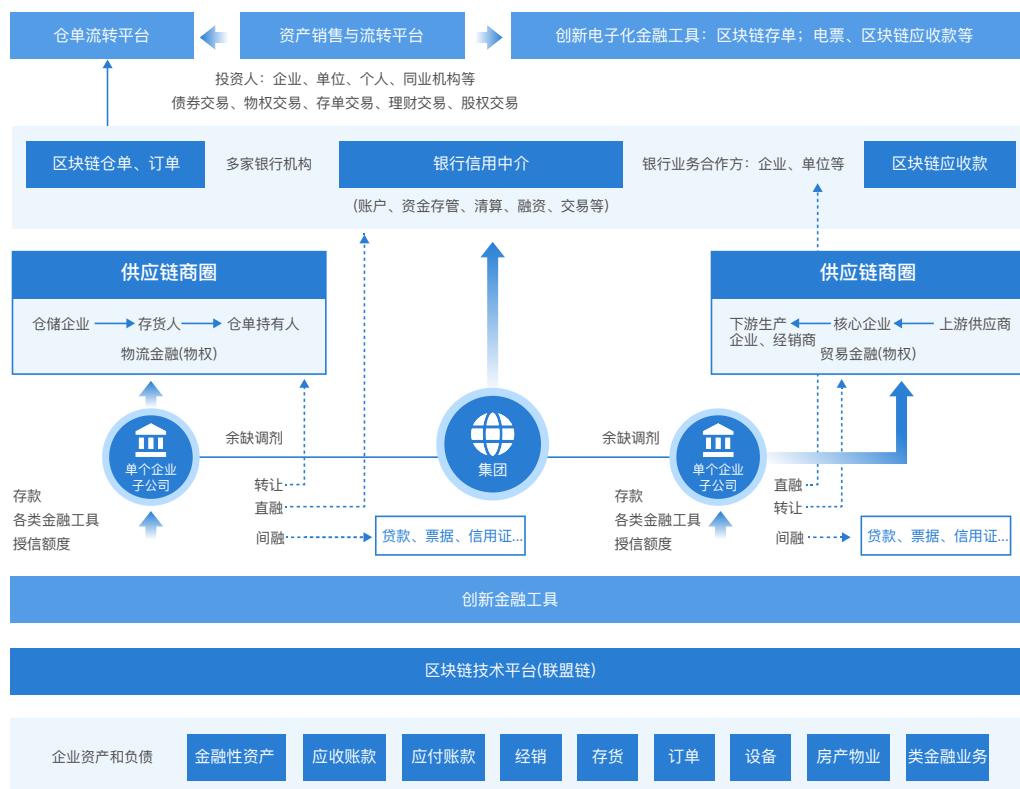 仓单流转平台
资产销售与流转平台
创新电子化金融工具：区块链存单；电票、区块链应收款等
投资人：企业、单位、个人、同业机构等
债券交易、物权交易、存单交易、理财交易、股权交易
区块链仓单、订单
多家银行机构
银行信用中介
银行业务合作方：企业、单位等
区块链应收款
(账户、资金存管、清算、融资、交易等)
供应链商圈
仓储企业
存货人
仓单持有人
物流金融(物权)
供应链商圈
下游生产
企业、经销商
核心企业
上游供应商
贸易金融(物权)
单个企业
子公司
余缺调剂
集团
余缺调剂
单个企业
子公司
存款
各类金融工具
授信额度
转让
直融
间融
贷款、票据、信用证...
存款
各类金融工具
授信额度
直融
转让
间融
贷款、票据、信用证...
创新金融工具
区块链技术平台(联盟链)
企业资产和负债
金融性资产
应收账款
应付账款
经销
存货
订单
设备
房产物业
类金融业务